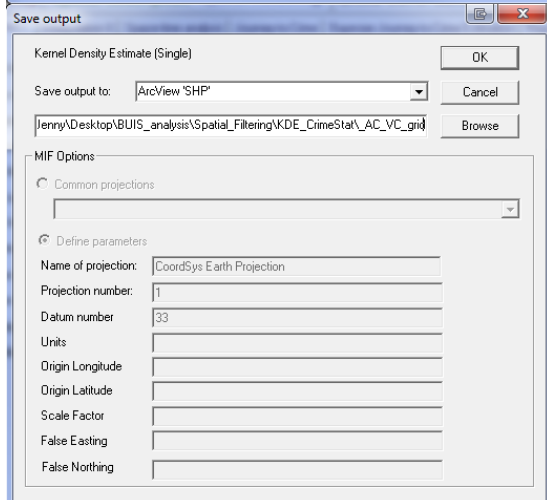 Save output
Kernel Density Estimate (Single)
OK
Save output to: ArcView 'SHP'
Cancel
Jenny\Desktop\BUIS_analysis\Spatial_Filtering\KDE_CrimeStat\_AC_VC_grid
Browse
MIF Options
Common projections
Define parameters
Name of projection: CoordSys Earth Projection
Projection number: 1
Datum number 33
Units
Origin Longitude
Origin Latitude
Scale Factor
False Easting
False Northing